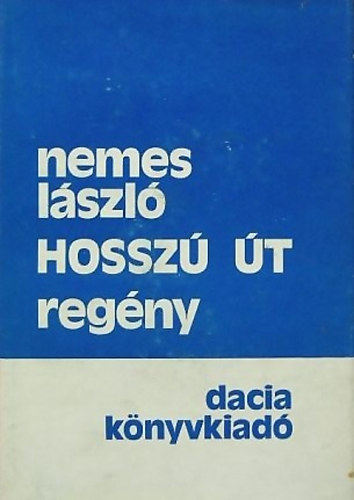 nemes
lászló
HOSSZÚ ÚT
regény
dacia
könyvkiadó